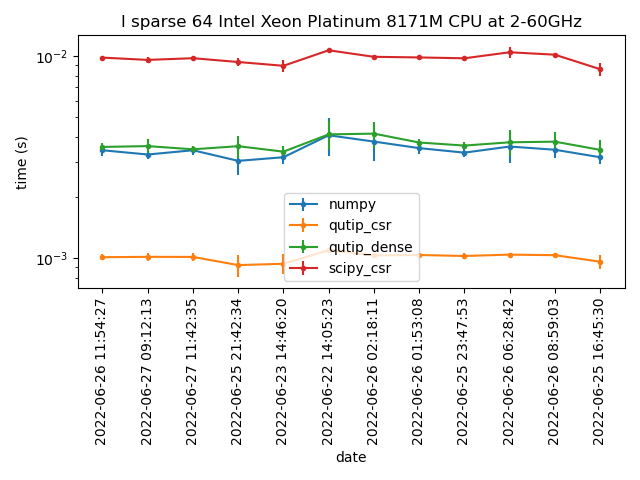 l sparse 64 Intel Xeon Platinum 8171M CPU at 2-60GHz
10⁻²
time (s)
10⁻³
numpy
qutip_csr
qutip_dense
scipy_csr
2022-06-26 11:54:27
2022-06-27 09:12:13
2022-06-27 11:42:35
2022-06-25 21:42:34
2022-06-23 14:46:20
2022-06-22 14:05:23
2022-06-26 02:18:11
2022-06-26 01:53:08
2022-06-25 23:47:53
2022-06-26 06:28:42
2022-06-26 08:59:03
2022-06-25 16:45:30
date